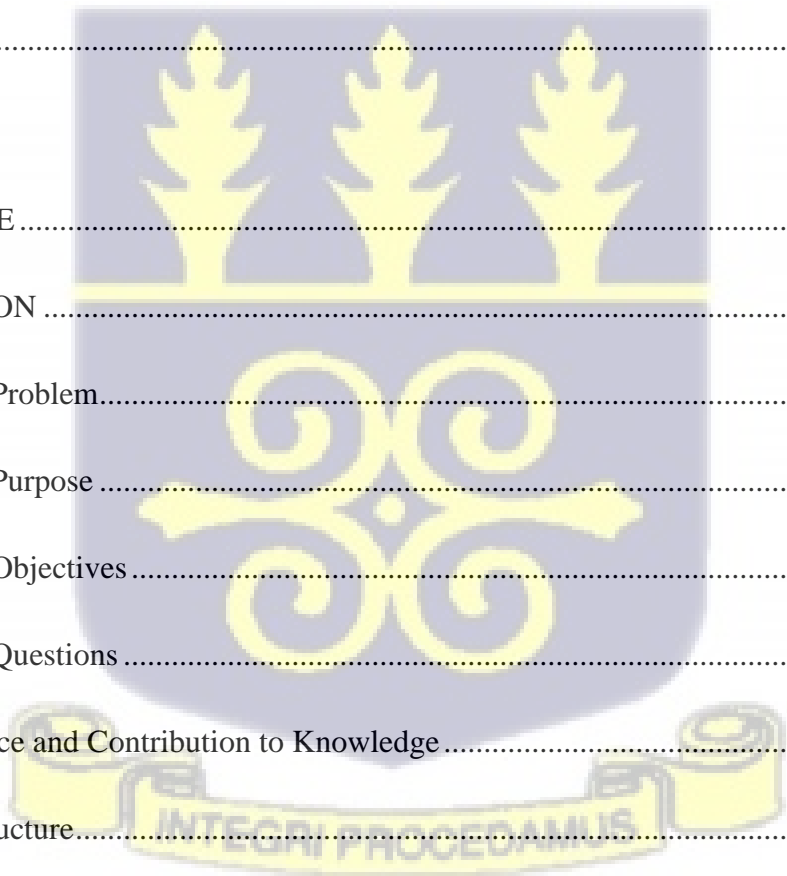 ................................................................................
E ................................................................................
ON ................................................................................
Problem................................................................................
Purpose ................................................................................
Objectives ................................................................................
Questions ................................................................................
ce and Contribution to Knowledge ................................................................................
ucture................................................................................
INTEGRI PROCEDAMUS